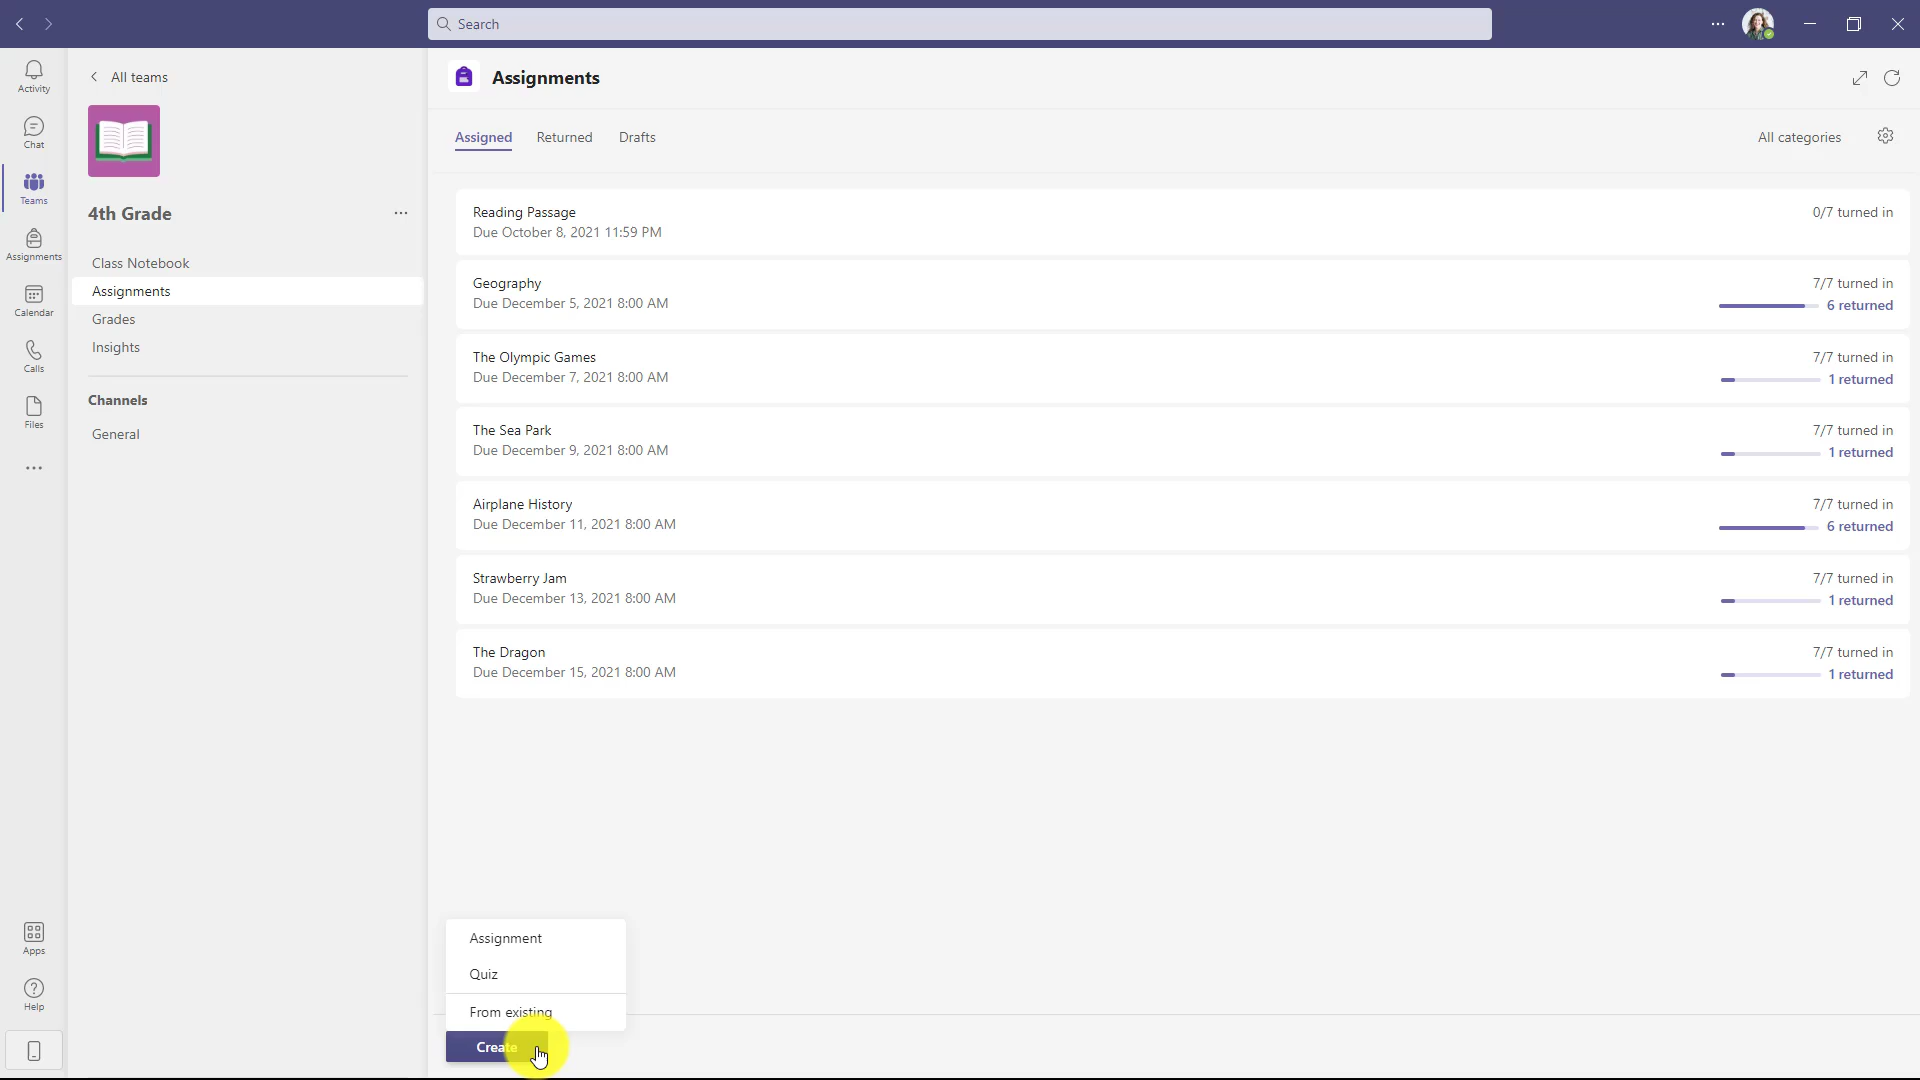 Search
Activity
Chat
Teams
Assignments
Calendar
Calls
Files
Apps
Help
All teams
4th Grade
Class Notebook
Assignments
Grades
Insights
Channels
General
Assignments
Assigned
Returned
Drafts
All categories
Reading Passage
0/7 turned in
Due October 8, 2021 11:59 PM
Geography
7/7 turned in
Due December 5, 2021 8:00 AM
6 returned
The Olympic Games
7/7 turned in
Due December 7, 2021 8:00 AM
1 returned
The Sea Park
7/7 turned in
Due December 9, 2021 8:00 AM
1 returned
Airplane History
7/7 turned in
Due December 11, 2021 8:00 AM
6 returned
Strawberry Jam
7/7 turned in
Due December 13, 2021 8:00 AM
1 returned
The Dragon
7/7 turned in
Due December 15, 2021 8:00 AM
1 returned
Assignment
Quiz
From existing
Create